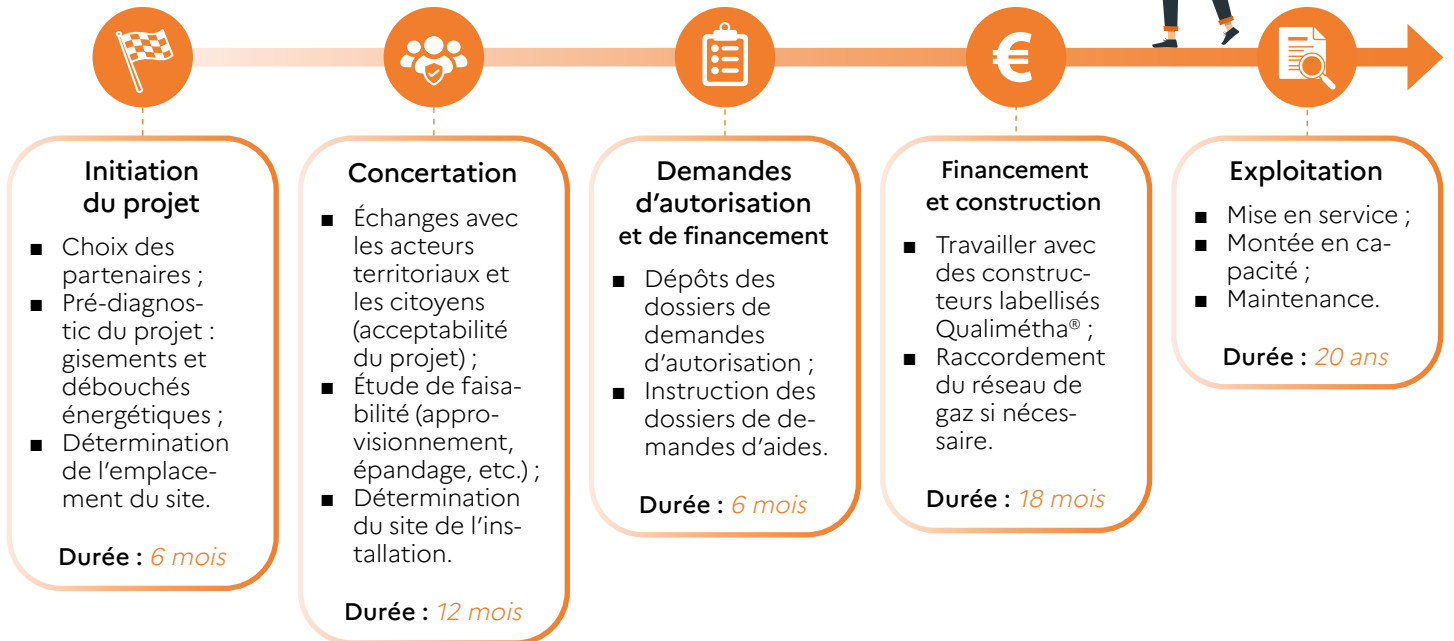 €
Initiation
du projet
■ Choix des
partenaires ;
■ Pré-diagnos-
tic du projet :
gisements et
débouchés
énergétiques ;
■ Détermination
de l'emplace-
ment du site.
Durée : 6 mois
Concertation
■ Échanges avec
les acteurs
territoriaux et
les citoyens
(acceptabilité
du projet) ;
■ Étude de faisa-
bilité (appro-
visionnement,
épandage, etc.) ;
■ Détermination
du site de l'ins-
tallation.
Durée : 12 mois
Demandes
d'autorisation
et de financement
■ Dépôts des
dossiers de
demandes
d'autorisation ;
■ Instruction des
dossiers de de-
mandes d'aides.
Durée : 6 mois
Financement
et construction
■ Travailler avec
des construc-
teurs labellisés
Qualimétha® ;
■ Raccordement
du réseau de
gaz si néces-
saire.
Durée : 18 mois
Exploitation
■ Mise en service ;
■ Montée en ca-
pacité ;
■ Maintenance.
Durée : 20 ans